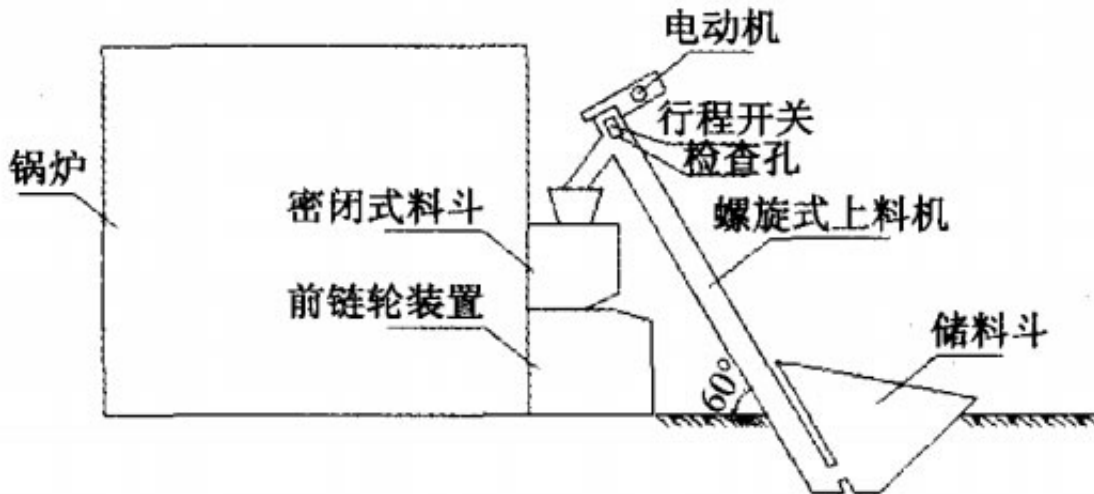 电动机
行程开关
检查孔
锅炉
密闭式料斗
螺旋式上料机
前链轮装置
储料斗
60°